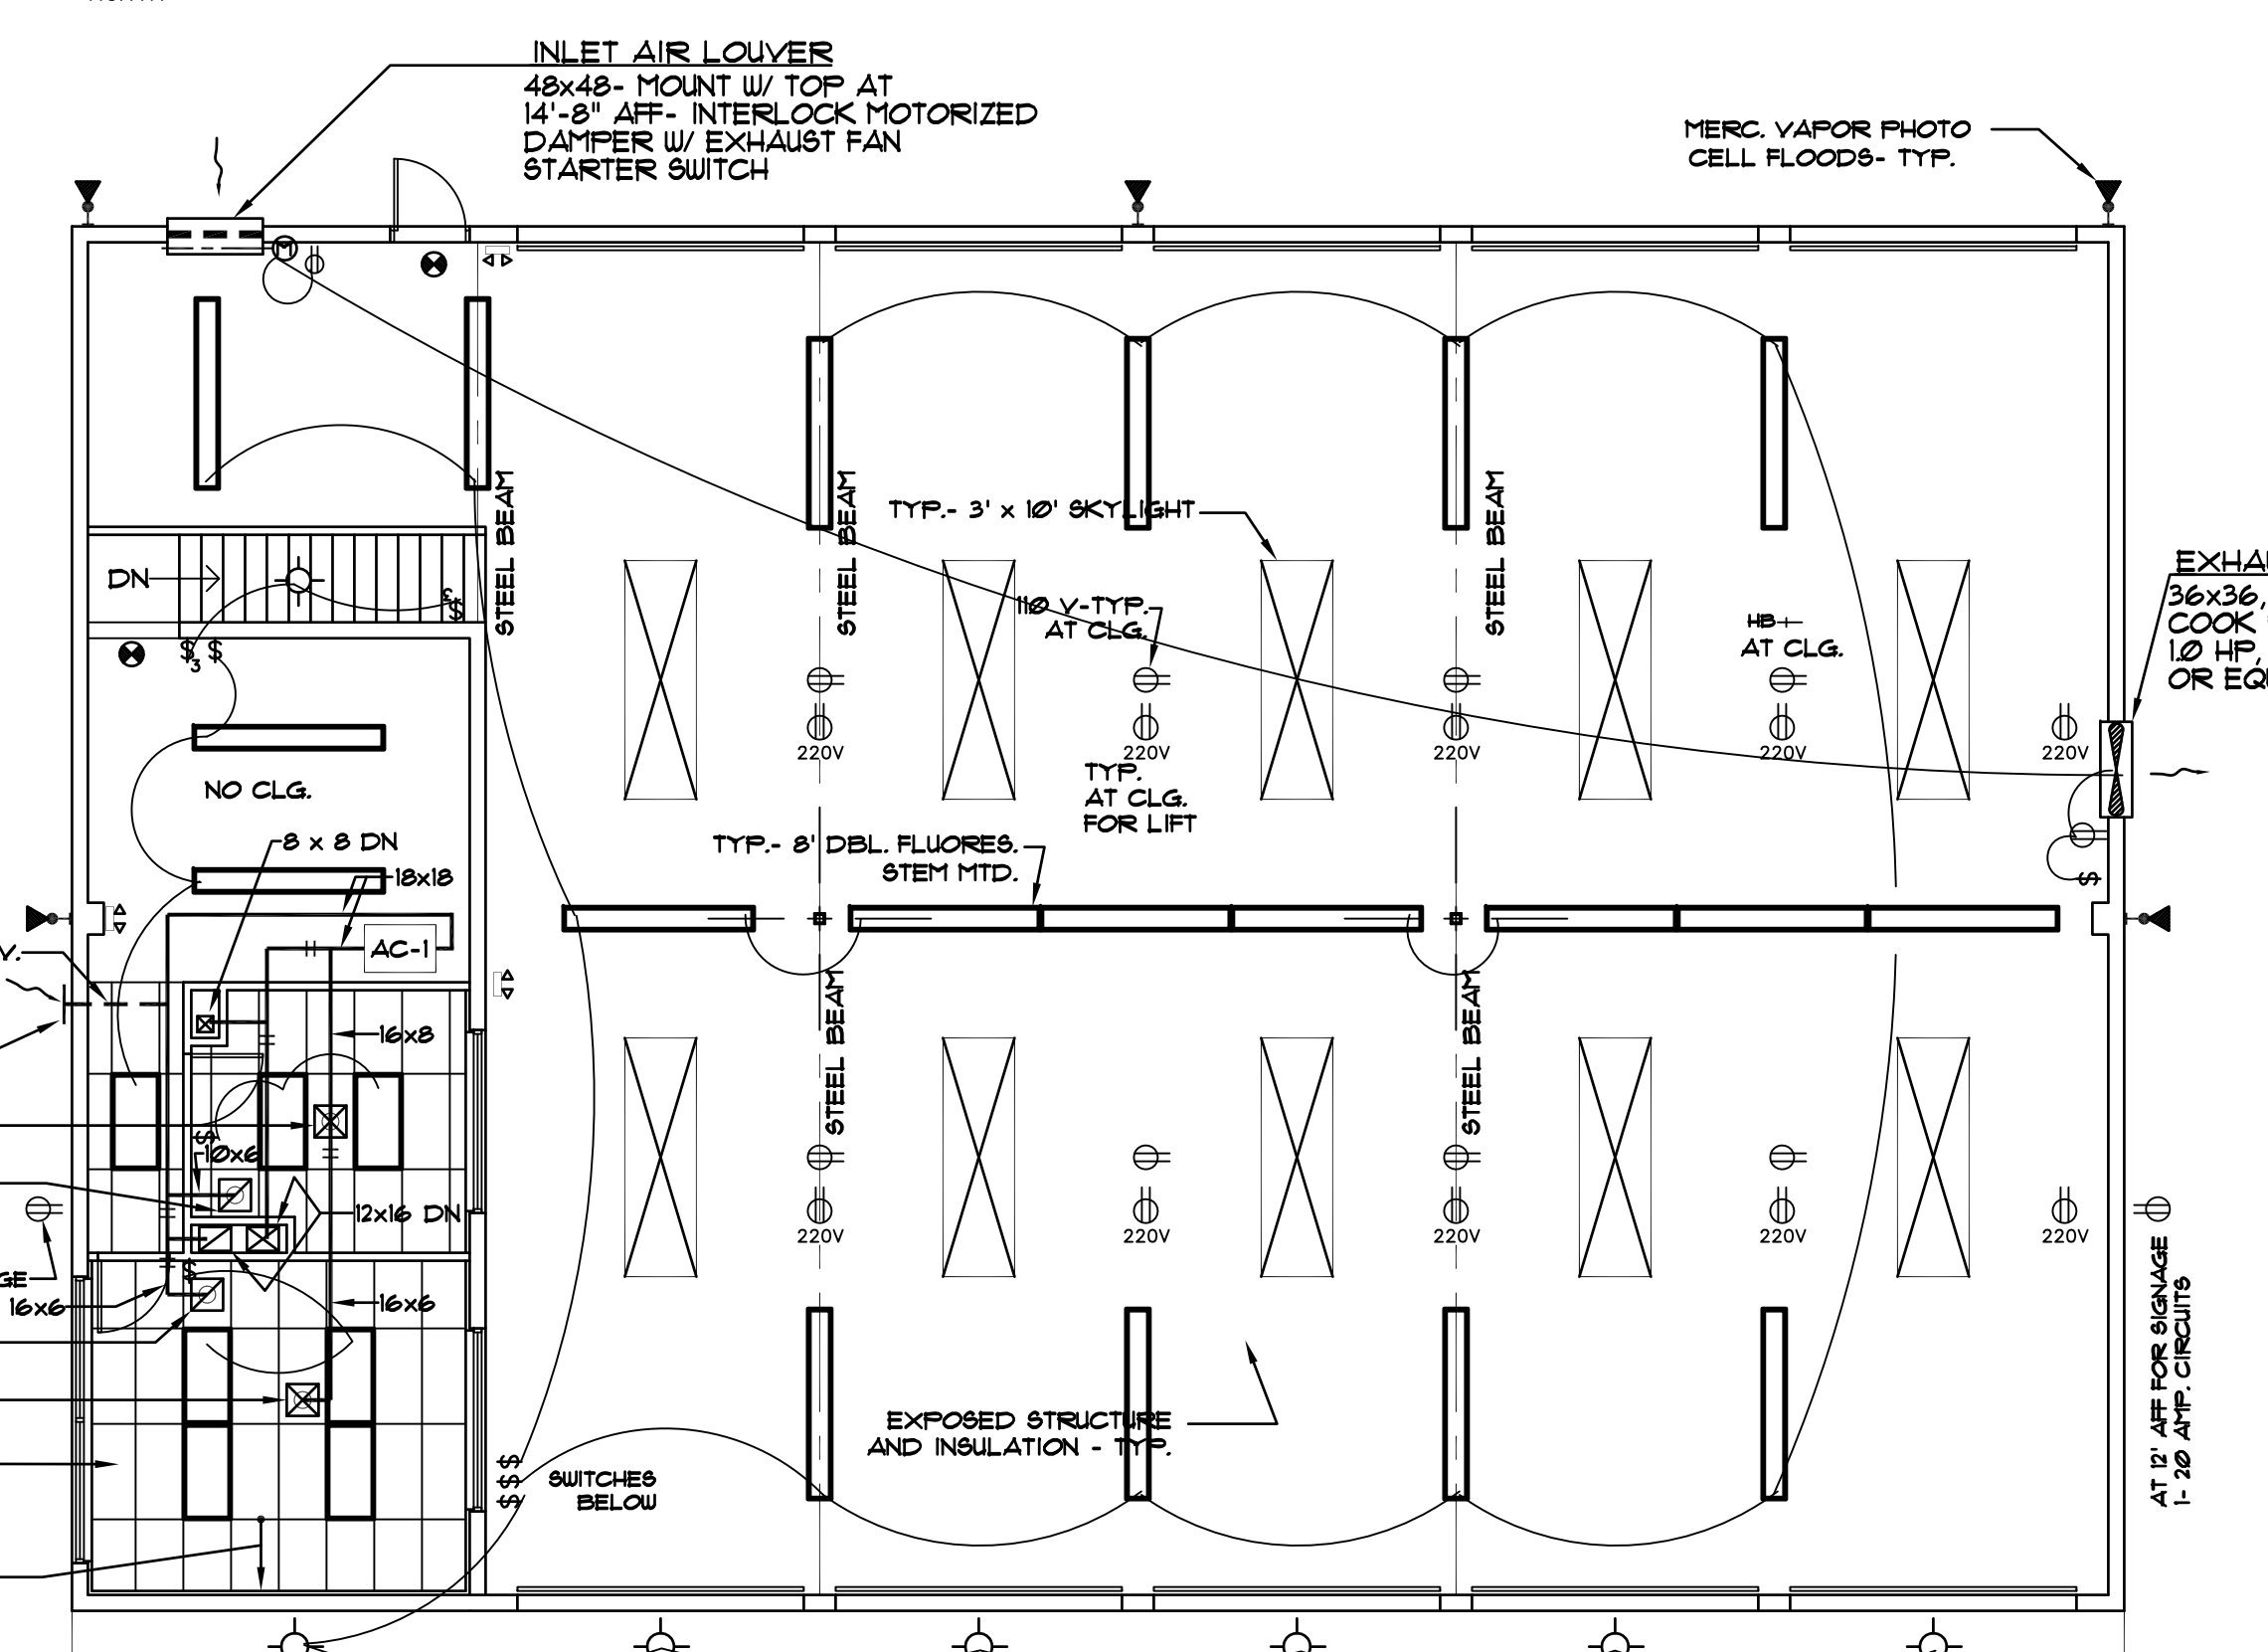 INLET AIR LOUVER
48x48- MOUNT W/ TOP AT
14'-8" AFF- INTERLOCK MOTORIZED
DAMPER W/ EXHAUST FAN
STARTER SWITCH
MERC. VAPOR PHOTO
CELL FLOODS- TYP.
M
STEEL BEAM
STEEL BEAM
STEEL BEAM
TYP.- 3' x 10' SKYLIGHT
DN
$3
$3
$
110 V-TYP.
AT CLG.
HB
AT CLG.
36x36,
COOK
1.0 HP,
220V
220V
220V
220V
220V
TYP.
AT CLG.
FOR LIFT
NO CLG.
8 x 8 DN
18x18
TYP.- 8' DBL. FLUORES.
STEM MTD.
$
AC-1
STEEL BEAM
STEEL BEAM
16x8
$
10x6
12x16 DN
220V
220V
220V
220V
220V
$
16x6
16x6
AT 12' AFF FOR SIGNAGE
1- 20 AMP. CIRCUITS
EXPOSED STRUCTURE
AND INSULATION - TYP.
$
$
$
SWITCHES
BELOW